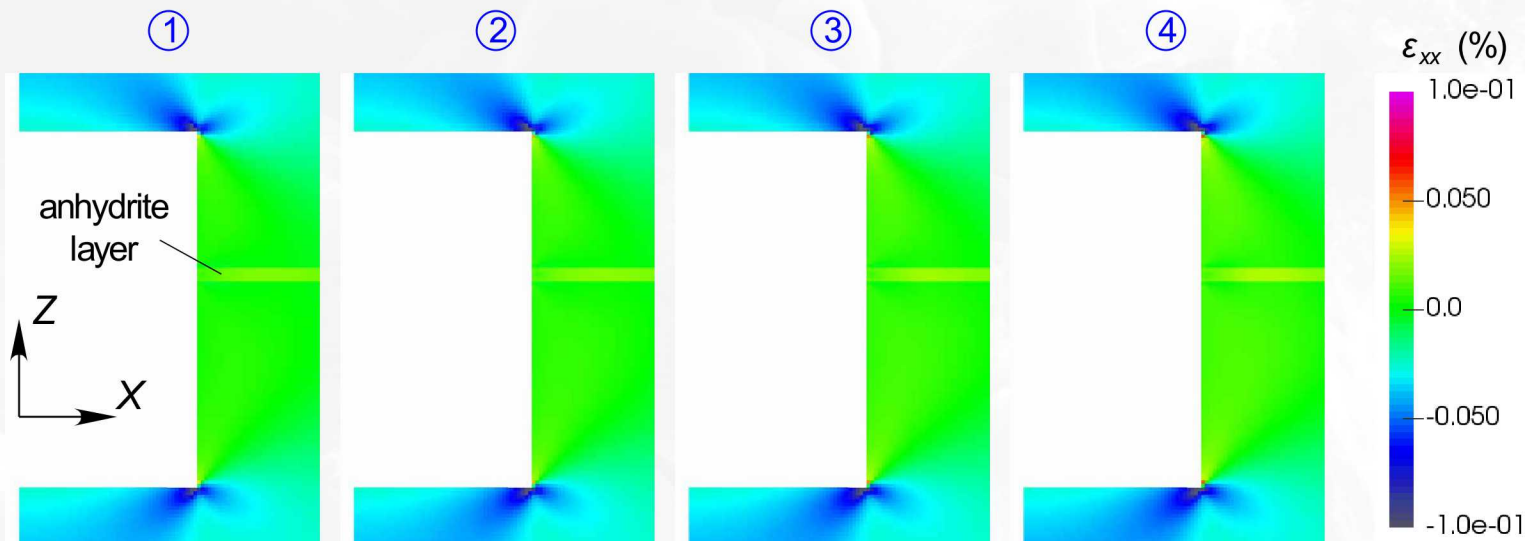 ① ② ③ ④
εxx (%)
1.0e-01
0.050
0.0
-0.050
-1.0e-01
anhydrite
layer
Z
X